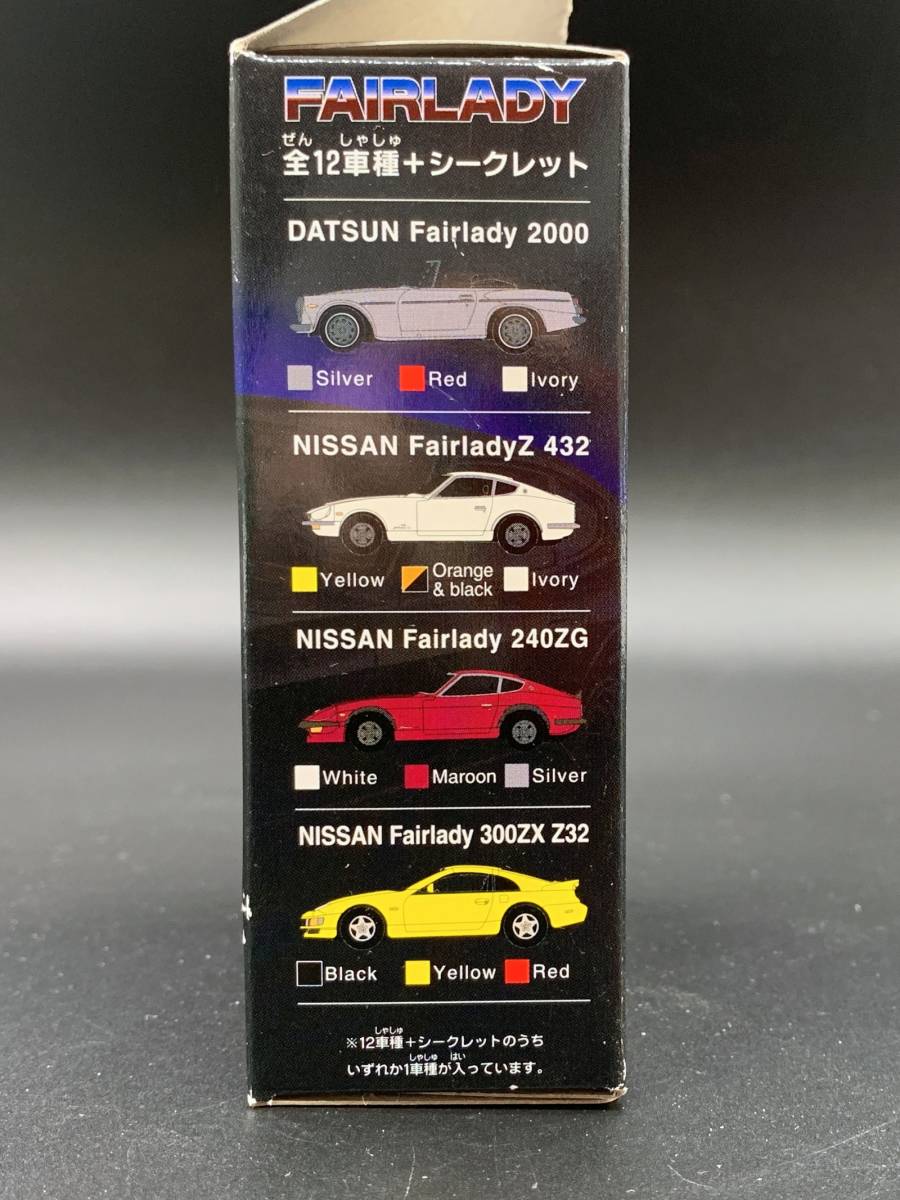 FAIRLADY
ぜん しゃしゅ
全12車種+シークレット
DATSUN Fairlady 2000
Silver Red Ivory
NISSAN FairladyZ 432
Yellow Orange & black Ivory
NISSAN Fairlady 240ZG
White Maroon Silver
NISSAN Fairlady 300ZX Z32
Black Yellow Red
しゃしゅ
※12車種+シークレットのうち
しゃしゅ はい
いずれか1車種が入っています。